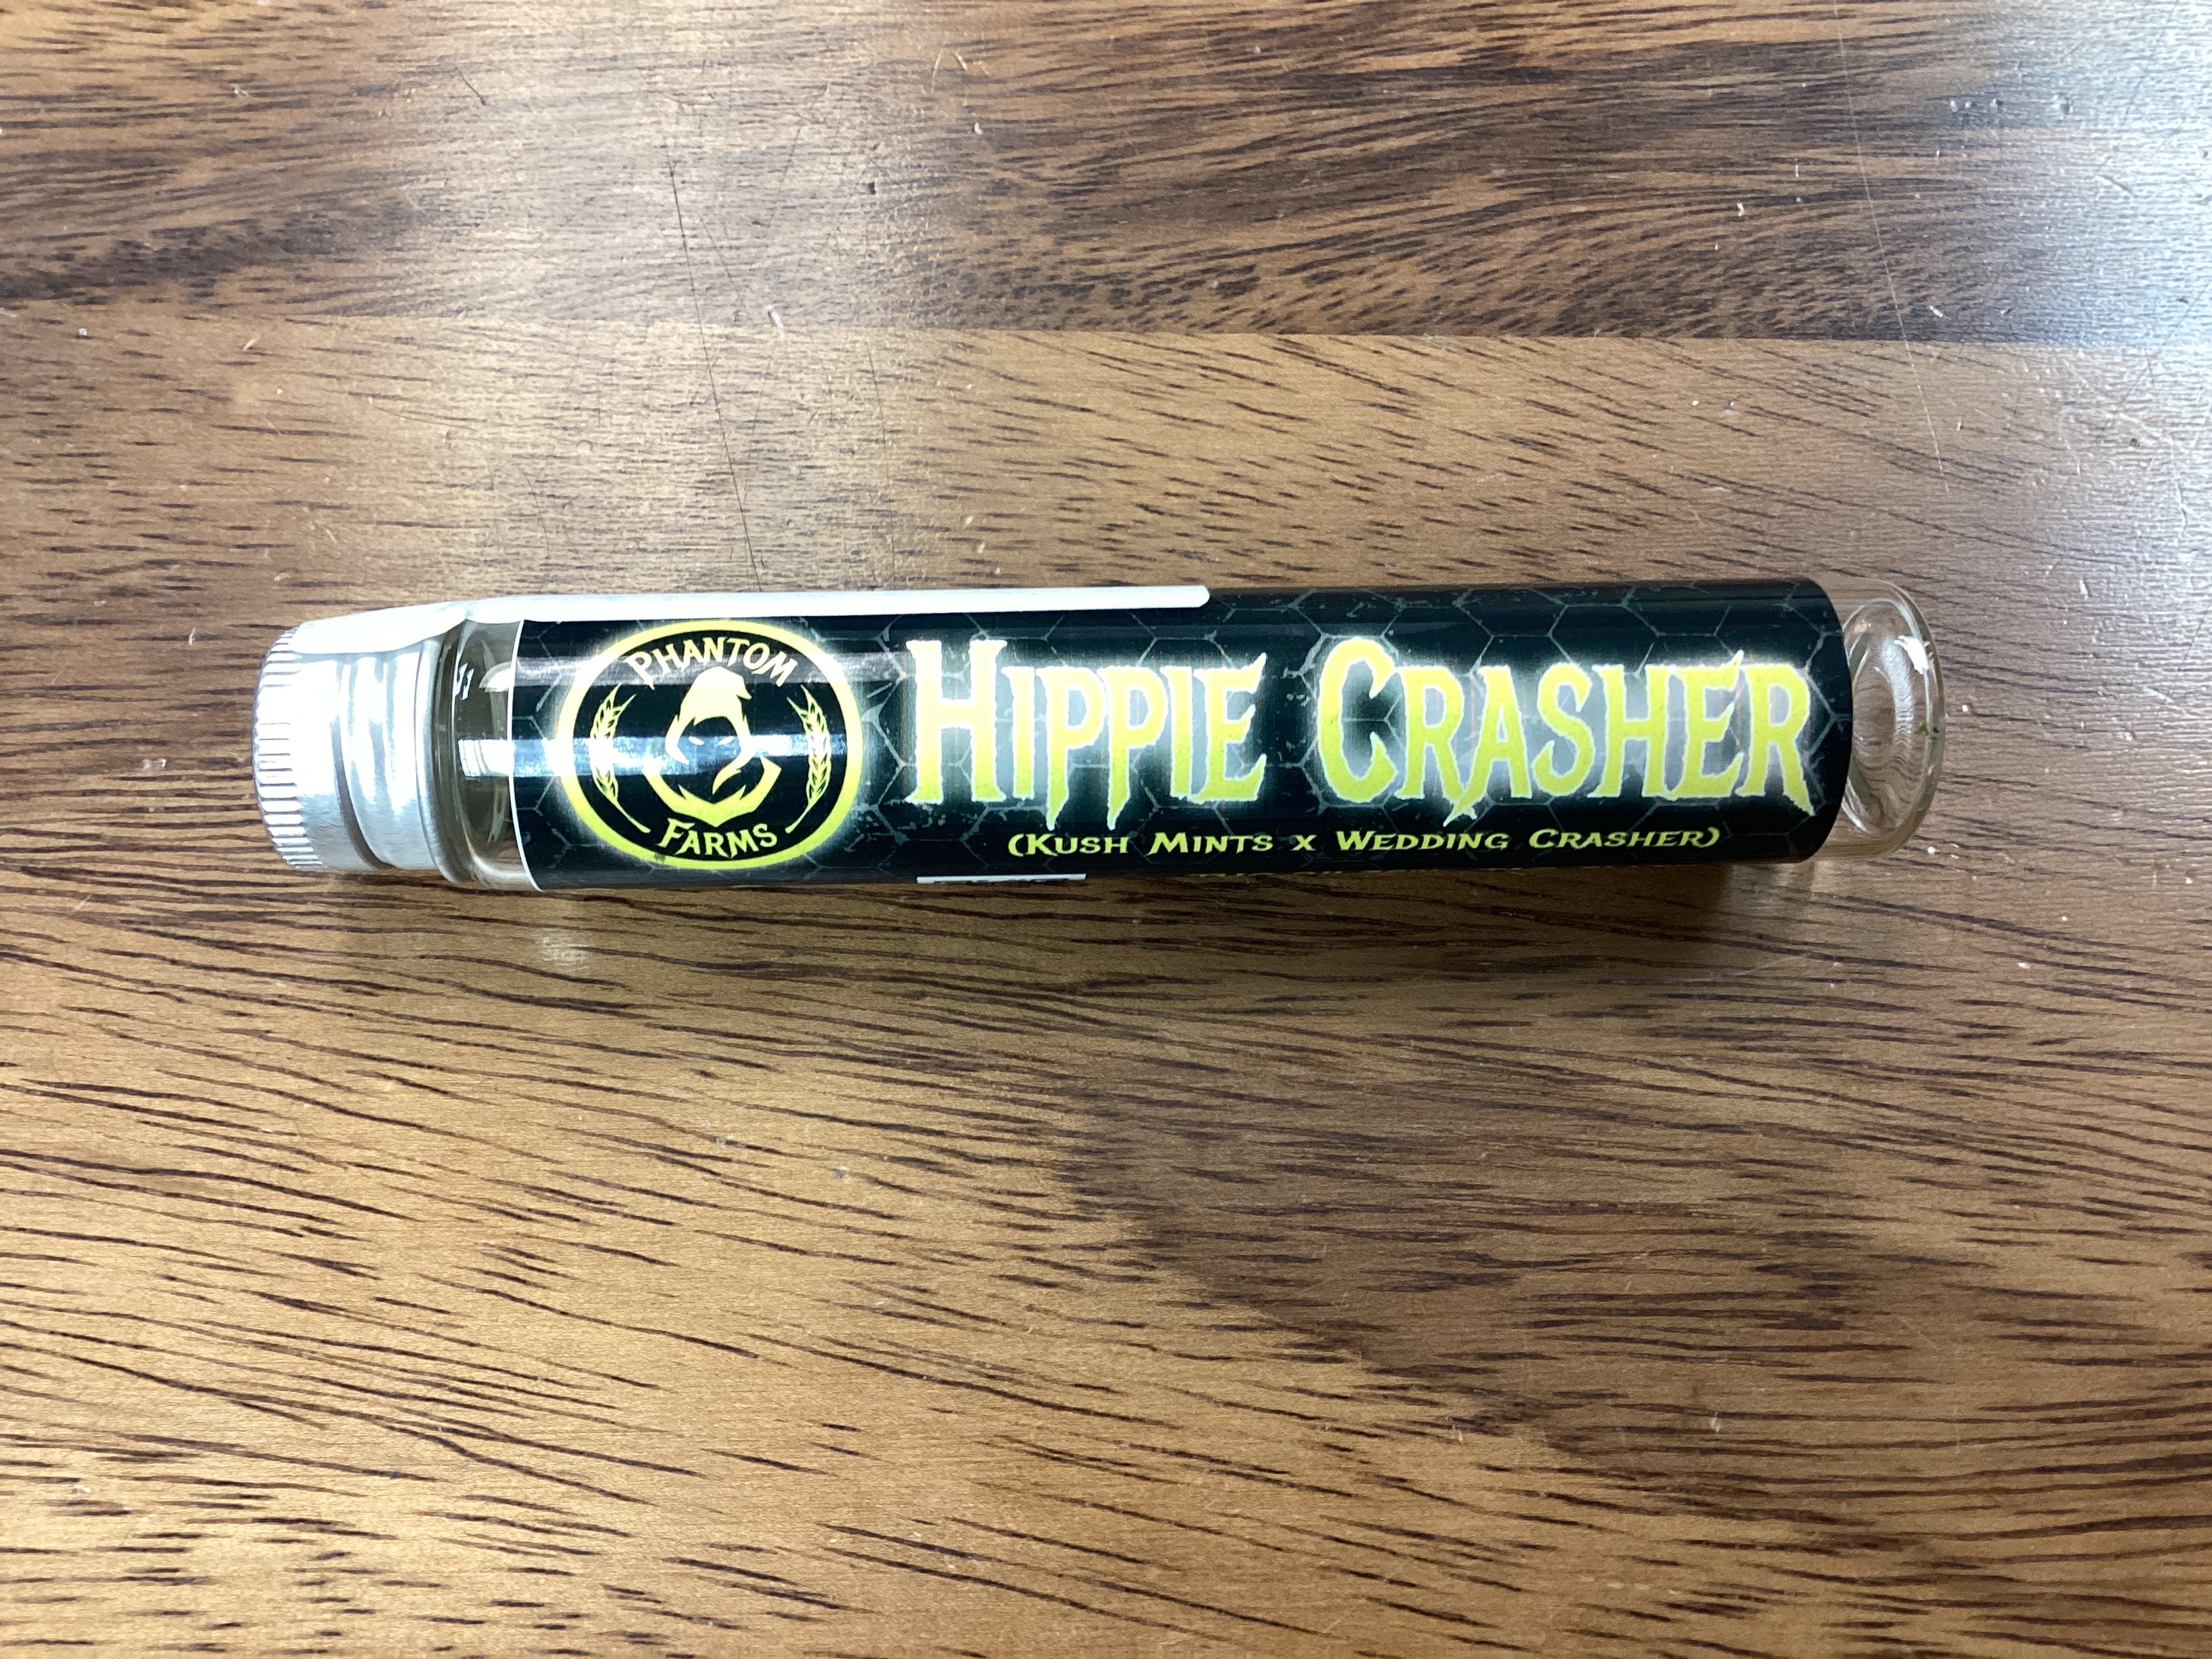 PHANTOM
FARMS
HIPPIE CRASHER
(KUSH MINTS X WEDDING CRASHER)